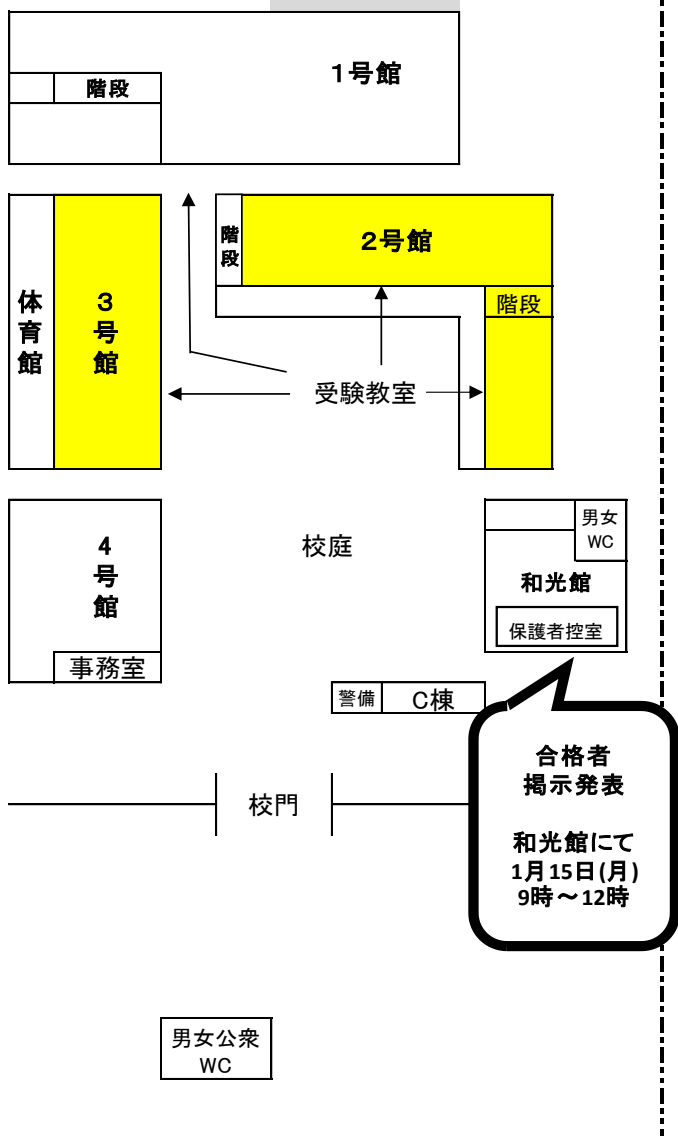 1号館
階段
階段
2号館
階段
体育館
3号館
受験教室
4号館
事務室
校庭
男女
WC
和光館
保護者控室
警備
C棟
校門
合格者
掲示発表
和光館にて
1月15日(月)
9時~12時
男女公衆
WC